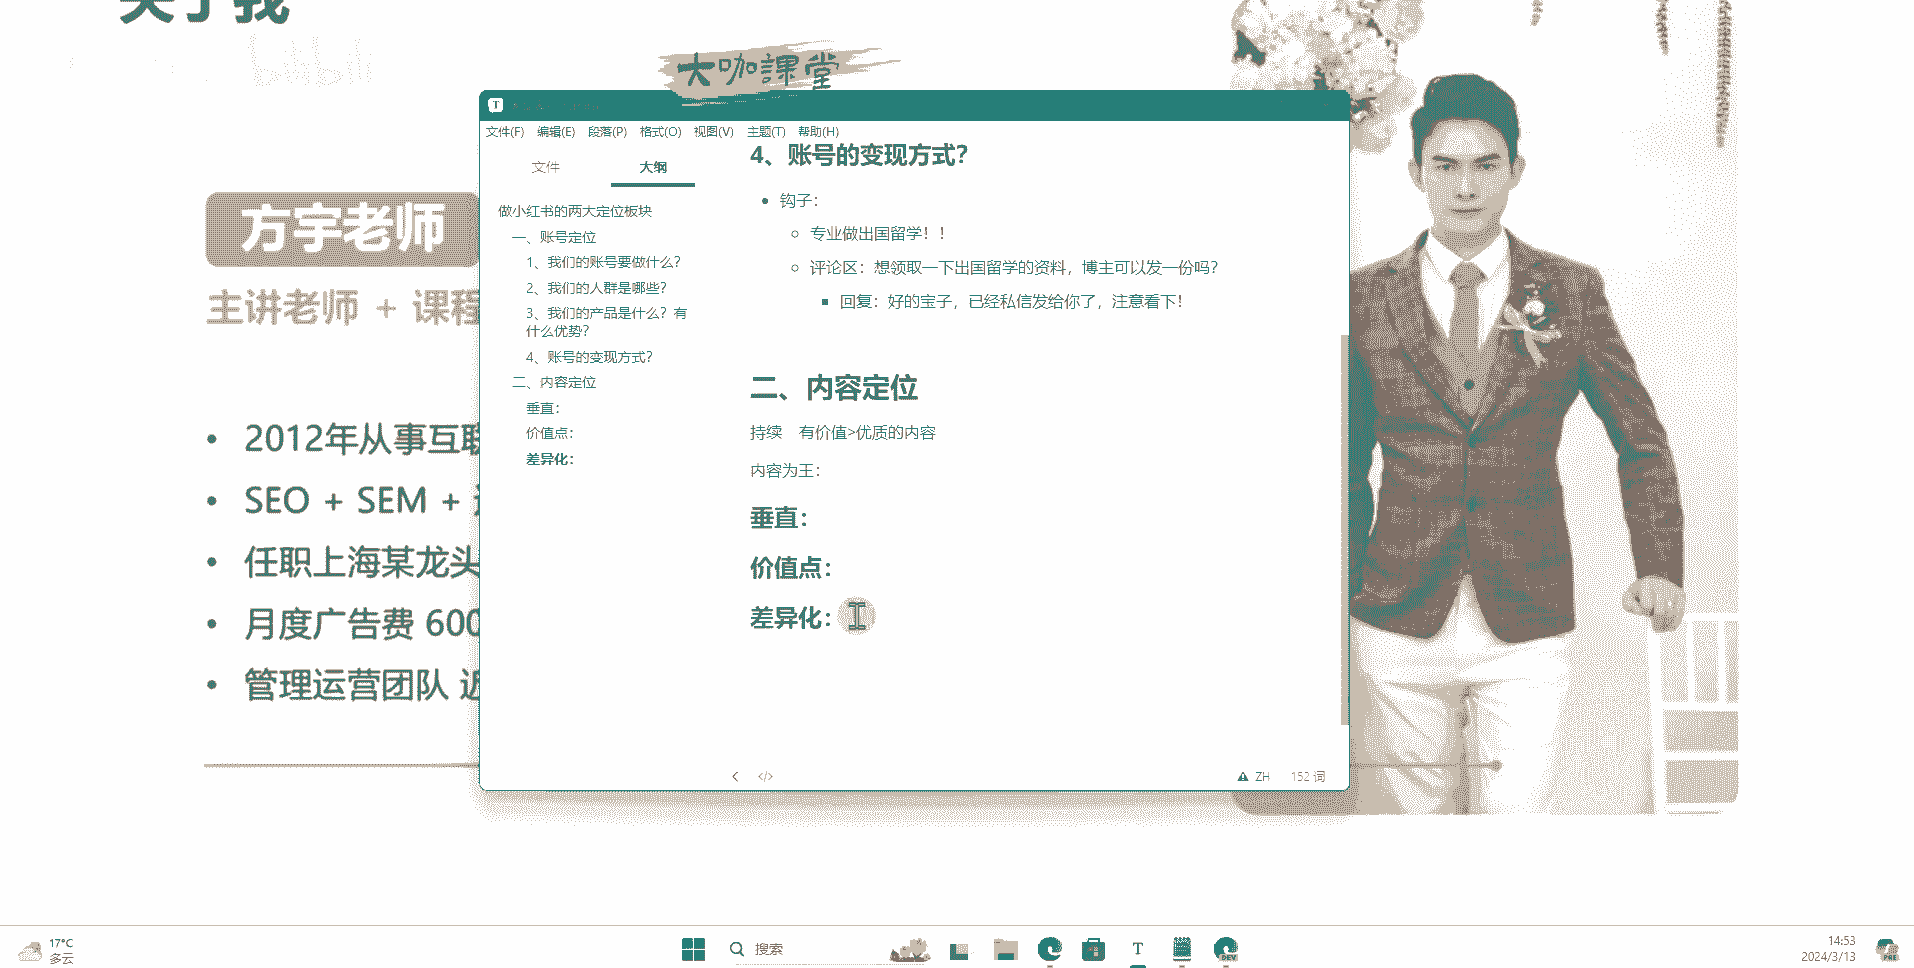 关于我
bilibili
大咖課堂
方宇老师
主讲老师 + 课程
2012年从事互联
SEO + SEM +
任职上海某龙头
月度广告费 600
管理运营团队 近
T
文件(F) 编辑(E) 段落(P) 格式(O) 视图(V) 主题(T) 帮助(H)
文件 大纲
做小红书的两大定位板块
一、账号定位
1、我们的账号要做什么？
2、我们的人群是哪些？
3、我们的产品是什么？有
什么优势？
4、账号的变现方式？
二、内容定位
垂直：
价值点：
差异化：
4、账号的变现方式？
钩子：
专业做出国留学！！
评论区：想领取一下出国留学的资料，博主可以发一份吗？
回复：好的宝子，已经私信发给你了，注意看下！
二、内容定位
持续 有价值>优质的内容
内容为王：
垂直：
价值点：
差异化：
</> ZH 152 词
17°C
多云
搜索
T
DEV
14:53
2024/3/13
PRE